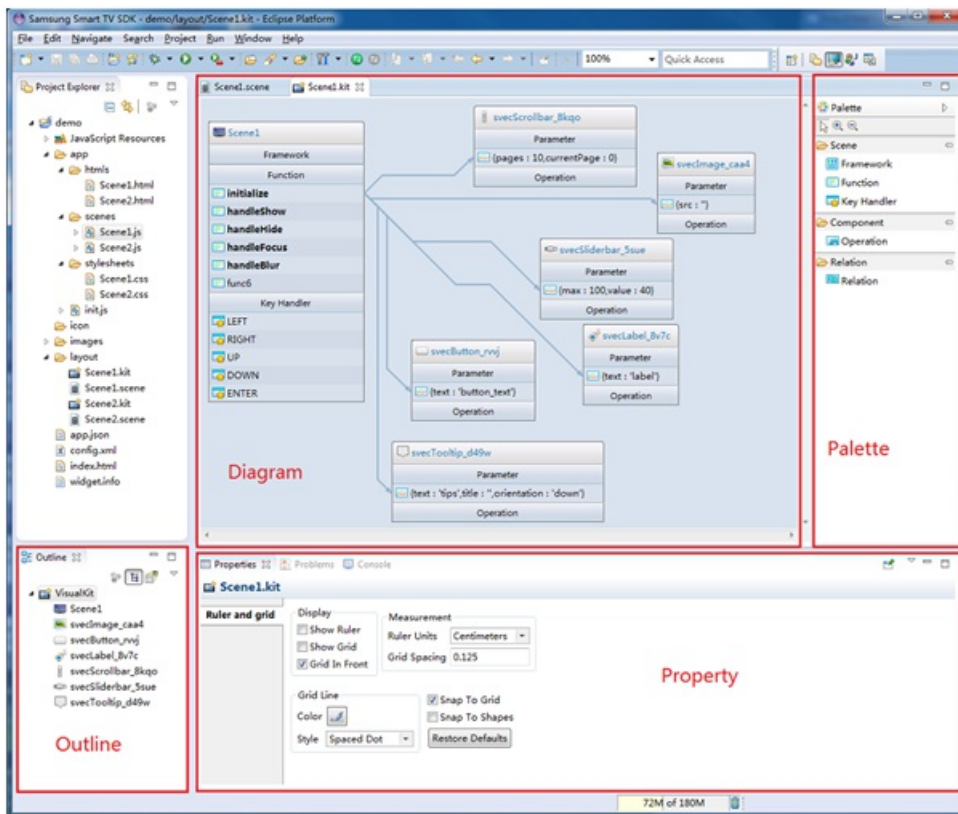 Samsung Smart TV SDK - demo/layout/Scene1.kit - Eclipse Platform
File Edit Navigate Search Project Run Window Help
100% Quick Access
Project Explorer
demo
JavaScript Resources
app
htmls
Scene1.html
Scene2.html
scenes
Scene1.js
Scene2.js
stylesheets
Scene1.css
Scene2.css
init.js
icon
images
layout
Scene1.kit
Scene1.scene
Scene2.kit
Scene2.scene
app.json
config.xml
index.html
widget.info
Scene1.scene Scene1.kit
Scene1
Framework
Function
initialize
handleShow
handleHide
handleFocus
handleBlur
func6
Key Handler
LEFT
RIGHT
UP
DOWN
ENTER
svecScrollbar_8kqo
Parameter
{pages : 10,currentPage : 0}
Operation
svecImage_caa4
Parameter
{src : ''}
Operation
svecSliderbar_5sue
Parameter
{max : 100,value : 40}
Operation
svecLabel_8v7c
Parameter
{text : 'label'}
Operation
svecButton_rvvj
Parameter
{text : 'button_text'}
Operation
svecTooltip_d49w
Parameter
{text : 'tips',title : '',orientation : 'down'}
Operation
Diagram
Palette
Scene
Framework
Function
Key Handler
Component
Operation
Relation
Relation
Palette
Outline
VisualKit
Scene1
svecImage_caa4
svecButton_rvvj
svecLabel_8v7c
svecScrollbar_8kqo
svecSliderbar_5sue
svecTooltip_d49w
Outline
Properties Problems Console
Scene1.kit
Ruler and grid
Display
Show Ruler
Show Grid
Grid In Front
Measurement
Ruler Units Centimeters
Grid Spacing 0.125
Grid Line
Color
Style Spaced Dot
Snap To Grid
Snap To Shapes
Restore Defaults
Property
72M of 180M